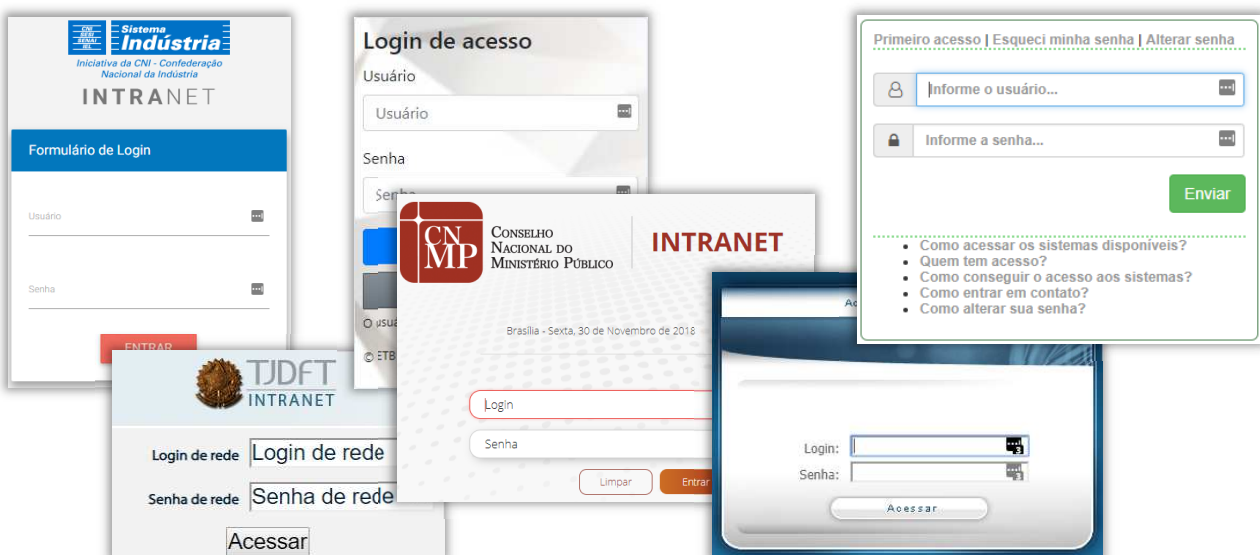 CNI
SESI
SENAI
IEL
Sistema
Indústria
Iniciativa da CNI - Confederação
Nacional da Indústria
INTRANET
Formulário de Login
Usuário
Senha
ENTRAR
Login de acesso
Usuário
Usuário
Senha
Senha
O usuá
© ETB
CONSELHO
NACIONAL DO
MINISTÉRIO PÚBLICO
CN
MP
INTRANET
Brasília - Sexta, 30 de Novembro de 2018
Login
Senha
Limpar
Entrar
Primeiro acesso | Esqueci minha senha | Alterar senha
Informe o usuário...
Informe a senha...
Enviar
Como acessar os sistemas disponíveis?
Quem tem acesso?
Como conseguir o acesso aos sistemas?
Como entrar em contato?
Como alterar sua senha?
TJDFT
INTRANET
Login de rede
Login de rede
Senha de rede
Senha de rede
Acessar
Login:
3
Senha:
Acessar